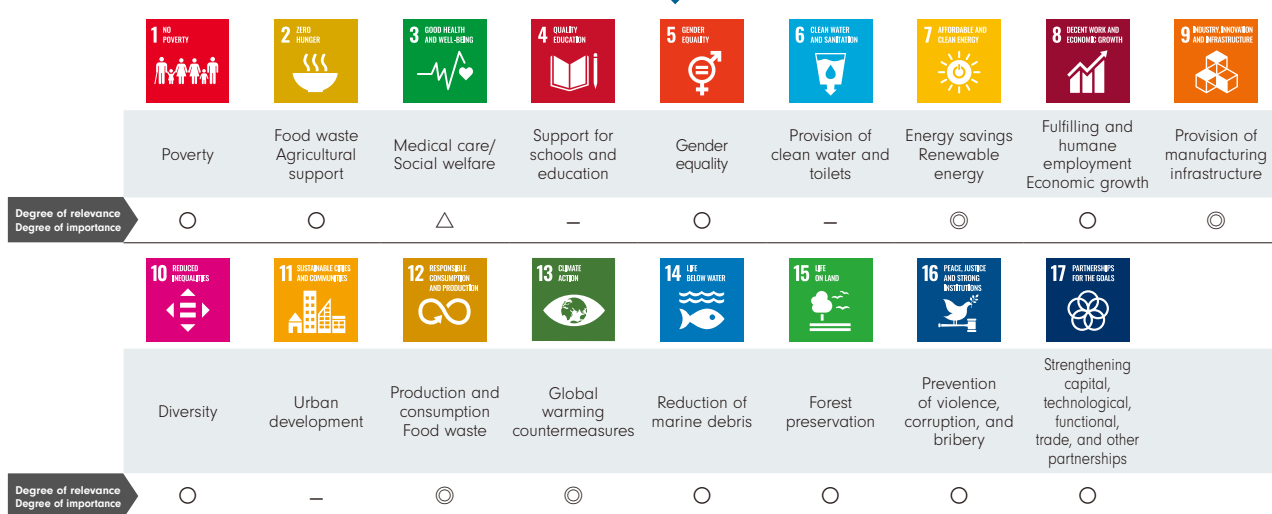 1 NO
POVERTY
2 ZERO
HUNGER
3 GOOD HEALTH
AND WELL-BEING
4 QUALITY
EDUCATION
5 GENDER
EQUALITY
6 CLEAN WATER
AND SANITATION
7 AFFORDABLE AND
CLEAN ENERGY
8 DECENT WORK AND
ECONOMIC GROWTH
9 INDUSTRY, INNOVATION
AND INFRASTRUCTURE
Poverty
Food waste
Agricultural
support
Medical care/
Social welfare
Support for
schools and
education
Gender
equality
Provision of
clean water and
toilets
Energy savings
Renewable
energy
Fulfilling and
humane
employment
Economic growth
Provision of
manufacturing
infrastructure
Degree of relevance
Degree of importance
○ ○ △ – ○ – ◎ ○ ◎
10 REDUCED
INEQUALITIES
11 SUSTAINABLE CITIES
AND COMMUNITIES
12 RESPONSIBLE
CONSUMPTION
AND PRODUCTION
13 CLIMATE
ACTION
14 LIFE
BELOW WATER
15 LIFE
ON LAND
16 PEACE, JUSTICE
AND STRONG
INSTITUTIONS
17 PARTNERSHIPS
FOR THE GOALS
Diversity
Urban
development
Production and
consumption
Food waste
Global
warming
countermeasures
Reduction of
marine debris
Forest
preservation
Prevention
of violence,
corruption, and
bribery
Strengthening
capital,
technological,
functional,
trade, and other
partnerships
Degree of relevance
Degree of importance
○ – ◎ ◎ ○ ○ ○ ○